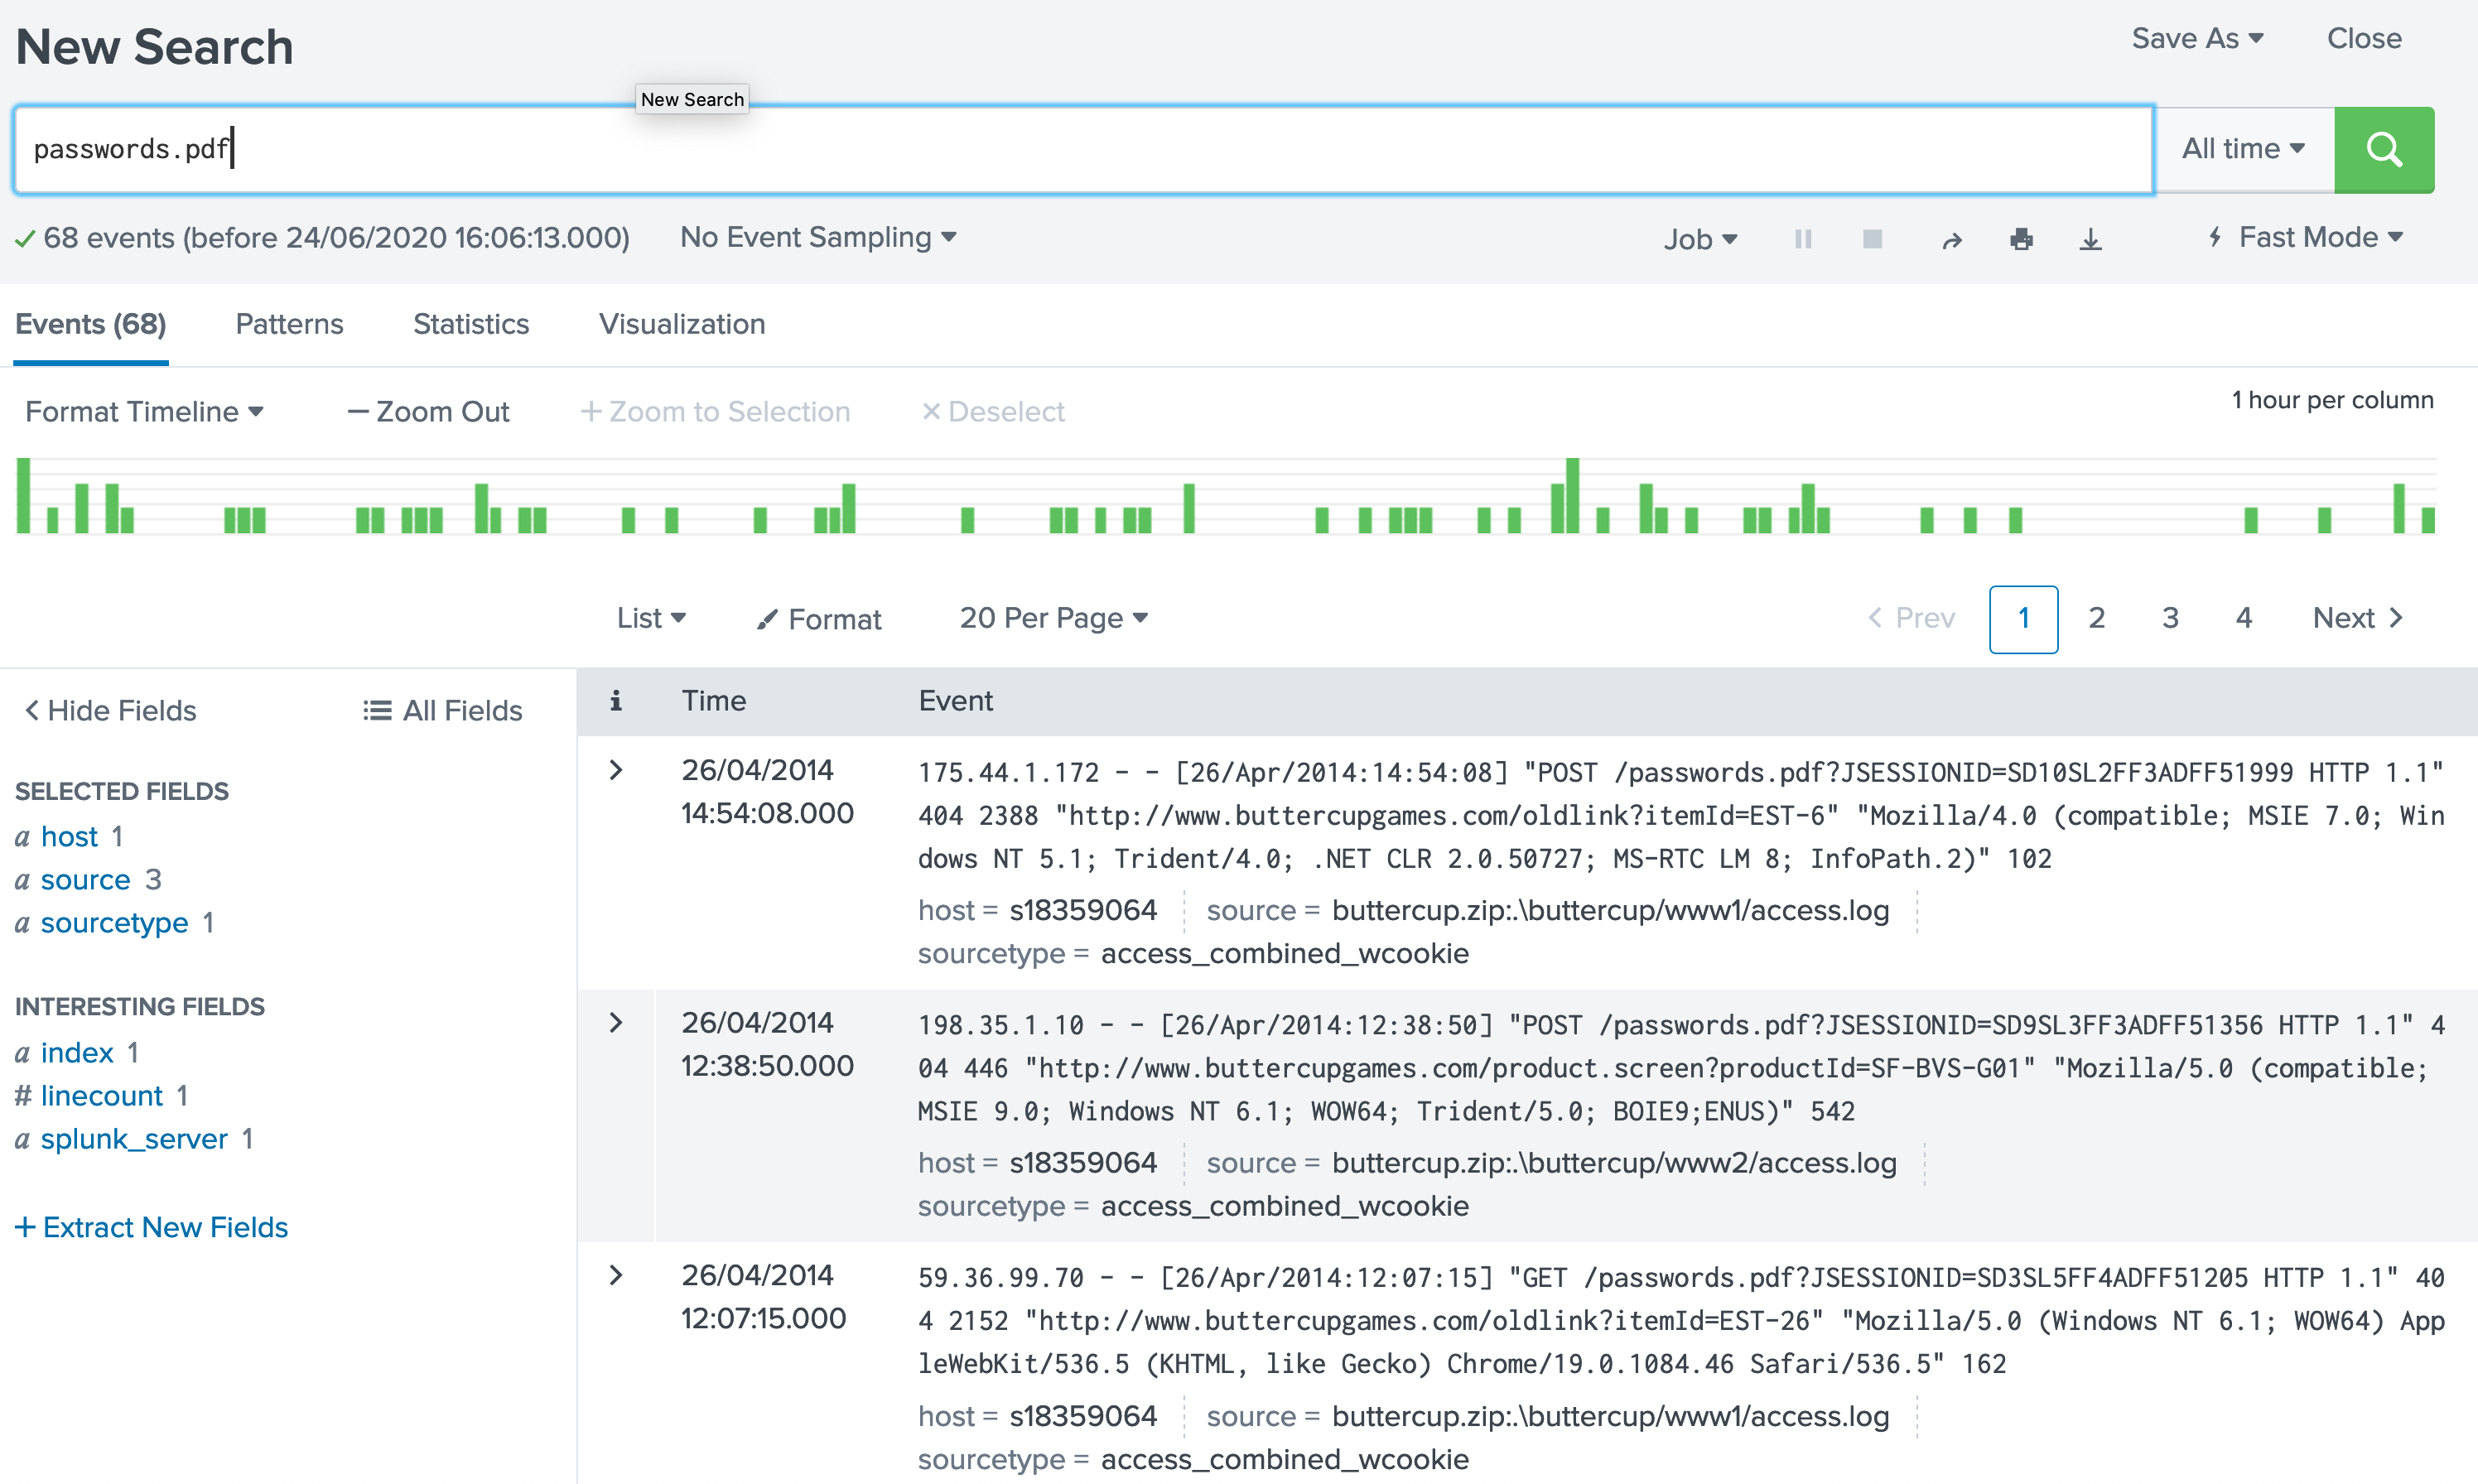 New Search
Save As
Close
New Search
passwords.pdf
All time
68 events (before 24/06/2020 16:06:13.000)
No Event Sampling
Job
Fast Mode
Events (68)
Patterns
Statistics
Visualization
Format Timeline
— Zoom Out
+ Zoom to Selection
× Deselect
1 hour per column
List
Format
20 Per Page
< Prev
1
2
3
4
Next >
< Hide Fields
All Fields
SELECTED FIELDS
a host 1
a source 3
a sourcetype 1
INTERESTING FIELDS
a index 1
# linecount 1
a splunk_server 1
+ Extract New Fields
i
Time
Event
26/04/2014
14:54:08.000
175.44.1.172 - - [26/Apr/2014:14:54:08] "POST /passwords.pdf?JSESSIONID=SD10SL2FF3ADFF51999 HTTP 1.1"
404 2388 "http://www.buttercupgames.com/oldlink?itemId=EST-6" "Mozilla/4.0 (compatible; MSIE 7.0; Win
dows NT 5.1; Trident/4.0; .NET CLR 2.0.50727; MS-RTC LM 8; InfoPath.2)" 102
host = s18359064
source = buttercup.zip:.\buttercup/www1/access.log
sourcetype = access_combined_wcookie
26/04/2014
12:38:50.000
198.35.1.10 - - [26/Apr/2014:12:38:50] "POST /passwords.pdf?JSESSIONID=SD9SL3FF3ADFF51356 HTTP 1.1" 4
04 446 "http://www.buttercupgames.com/product.screen?productId=SF-BVS-G01" "Mozilla/5.0 (compatible;
MSIE 9.0; Windows NT 6.1; WOW64; Trident/5.0; BOIE9;ENUS)" 542
host = s18359064
source = buttercup.zip:.\buttercup/www2/access.log
sourcetype = access_combined_wcookie
26/04/2014
12:07:15.000
59.36.99.70 - - [26/Apr/2014:12:07:15] "GET /passwords.pdf?JSESSIONID=SD3SL5FF4ADFF51205 HTTP 1.1" 40
4 2152 "http://www.buttercupgames.com/oldlink?itemId=EST-26" "Mozilla/5.0 (Windows NT 6.1; WOW64) App
leWebKit/536.5 (KHTML, like Gecko) Chrome/19.0.1084.46 Safari/536.5" 162
host = s18359064
source = buttercup.zip:.\buttercup/www1/access.log
sourcetype = access_combined_wcookie